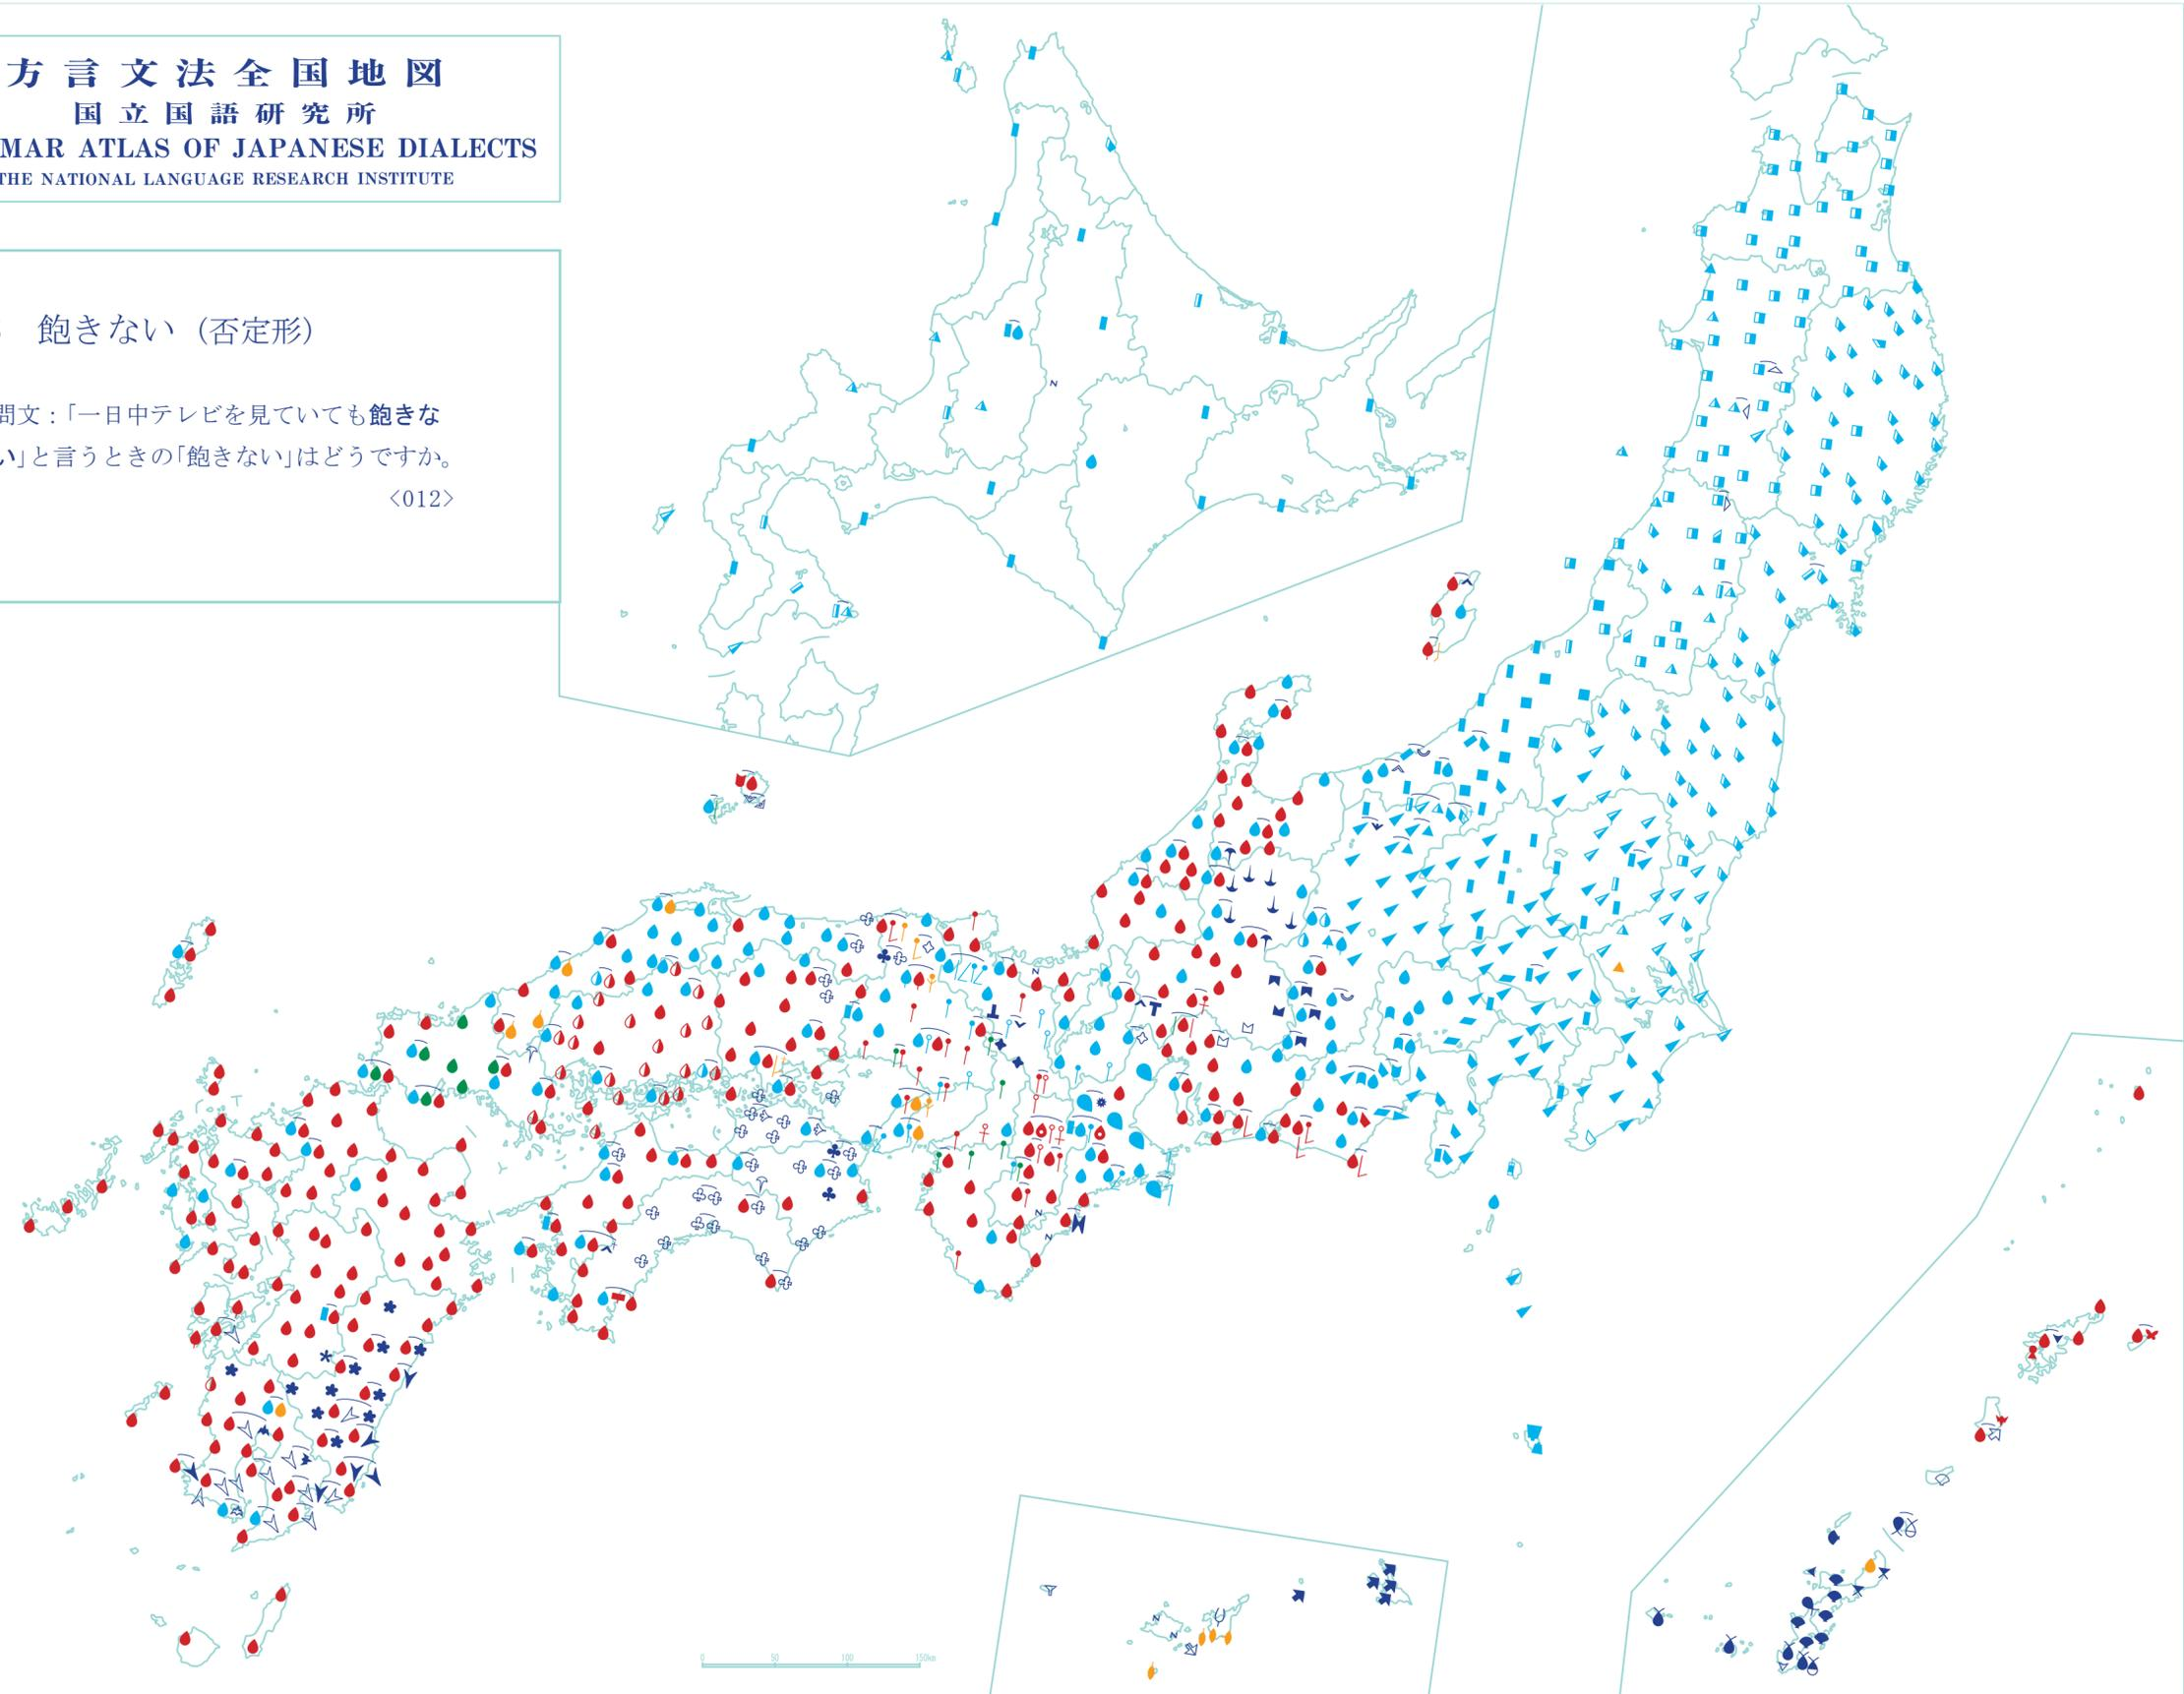 方言文法全国地図
国立国語研究所
MAR ATLAS OF JAPANESE DIALECTS
THE NATIONAL LANGUAGE RESEARCH INSTITUTE
飽きない（否定形）
問文：「一日中テレビを見ていても飽きな
い」と言うときの「飽きない」はどうですか。
<012>
0 50 100 150km